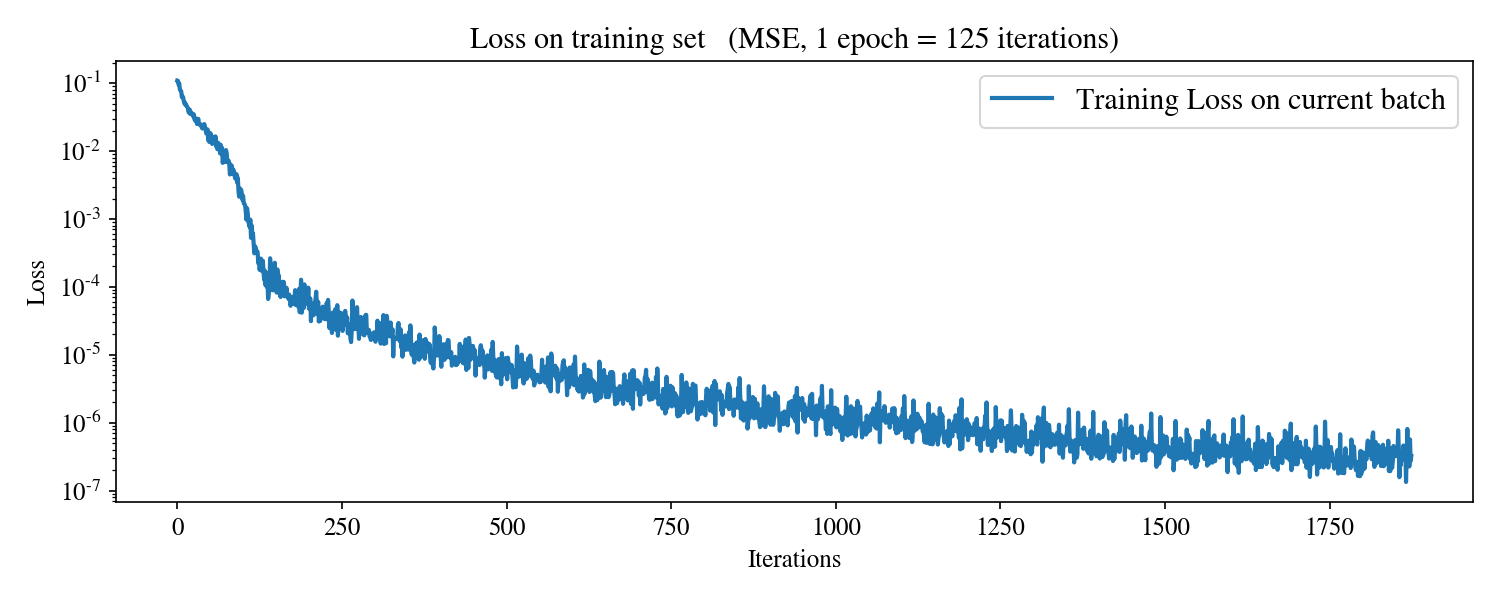 Loss on training set   (MSE, 1 epoch = 125 iterations)
Training Loss on current batch
Loss
10⁻¹
10⁻²
10⁻³
10⁻⁴
10⁻⁵
10⁻⁶
10⁻⁷
0 250 500 750 1000 1250 1500 1750
Iterations